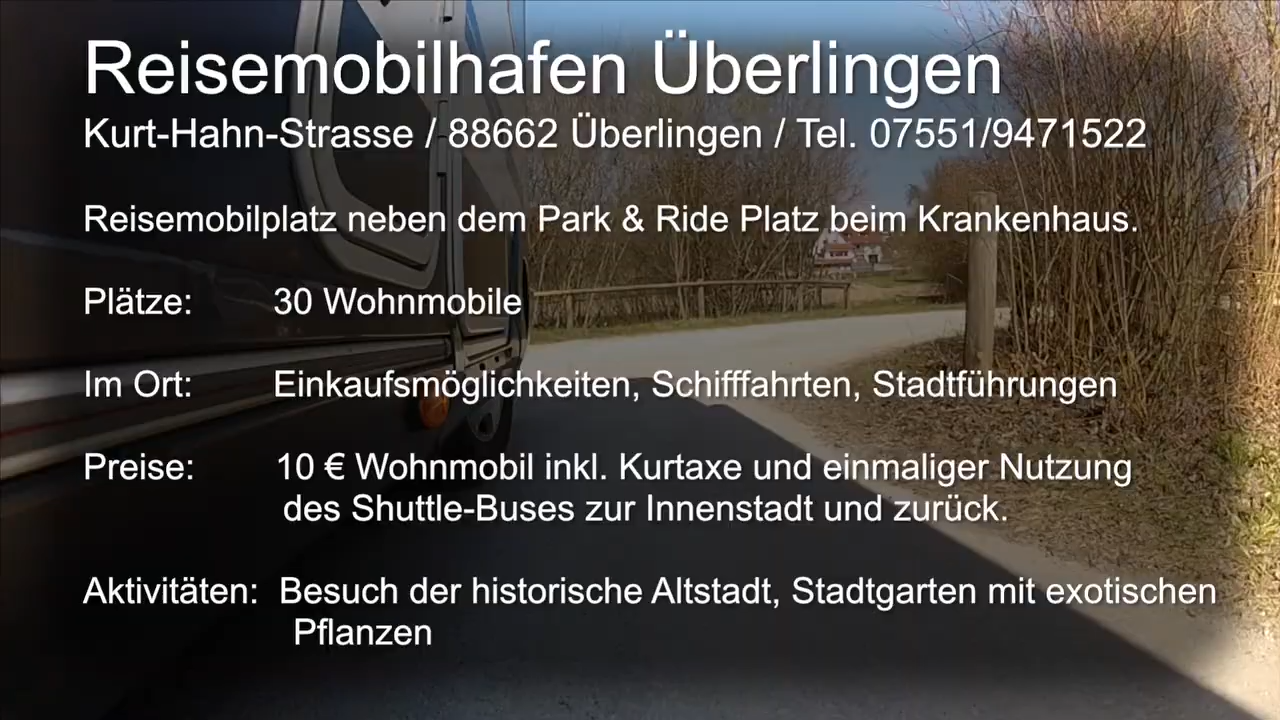 Reisemobilhafen Überlingen
Kurt-Hahn-Strasse / 88662 Überlingen / Tel. 07551/9471522
Reisemobilplatz neben dem Park & Ride Platz beim Krankenhaus.
Plätze: 30 Wohnmobile
Im Ort: Einkaufsmöglichkeiten, Schifffahrten, Stadtführungen
Preise: 10 € Wohnmobil inkl. Kurtaxe und einmaliger Nutzung
des Shuttle-Buses zur Innenstadt und zurück.
Aktivitäten: Besuch der historische Altstadt, Stadtgarten mit exotischen
Pflanzen